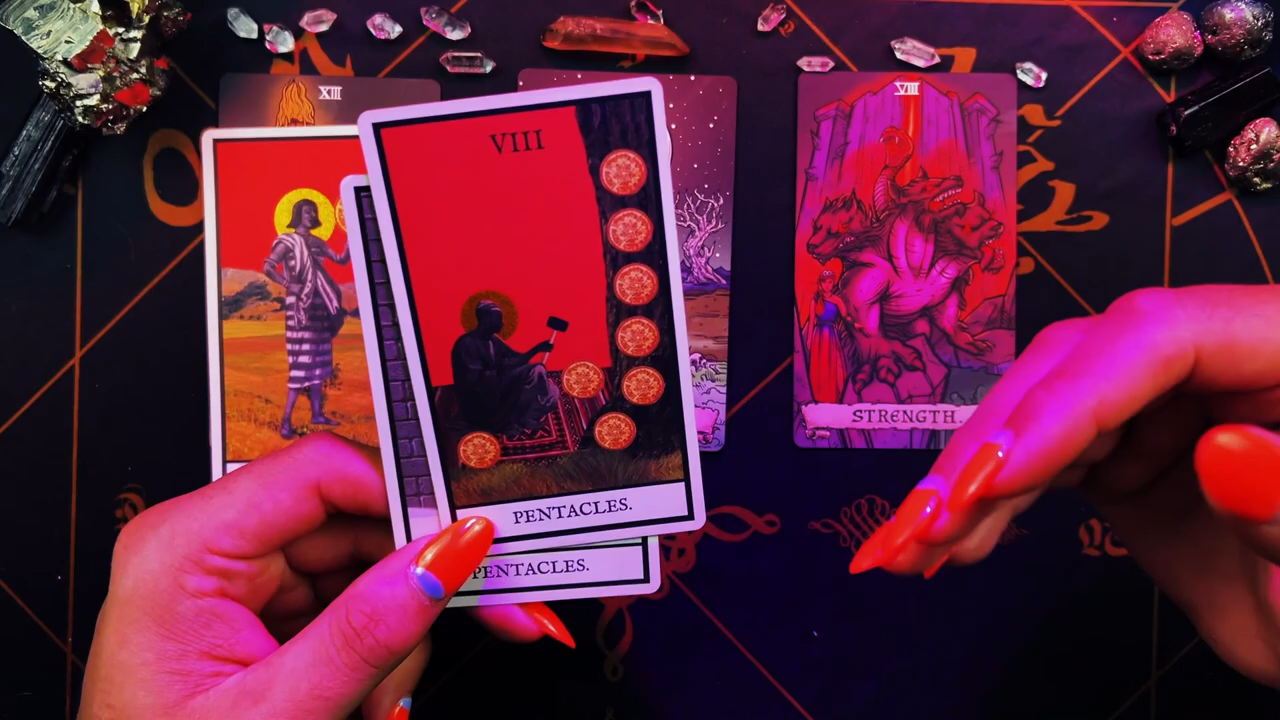 XIII
VIII
PENTACLES.
PENTACLES.
VIII
STRENGTH.